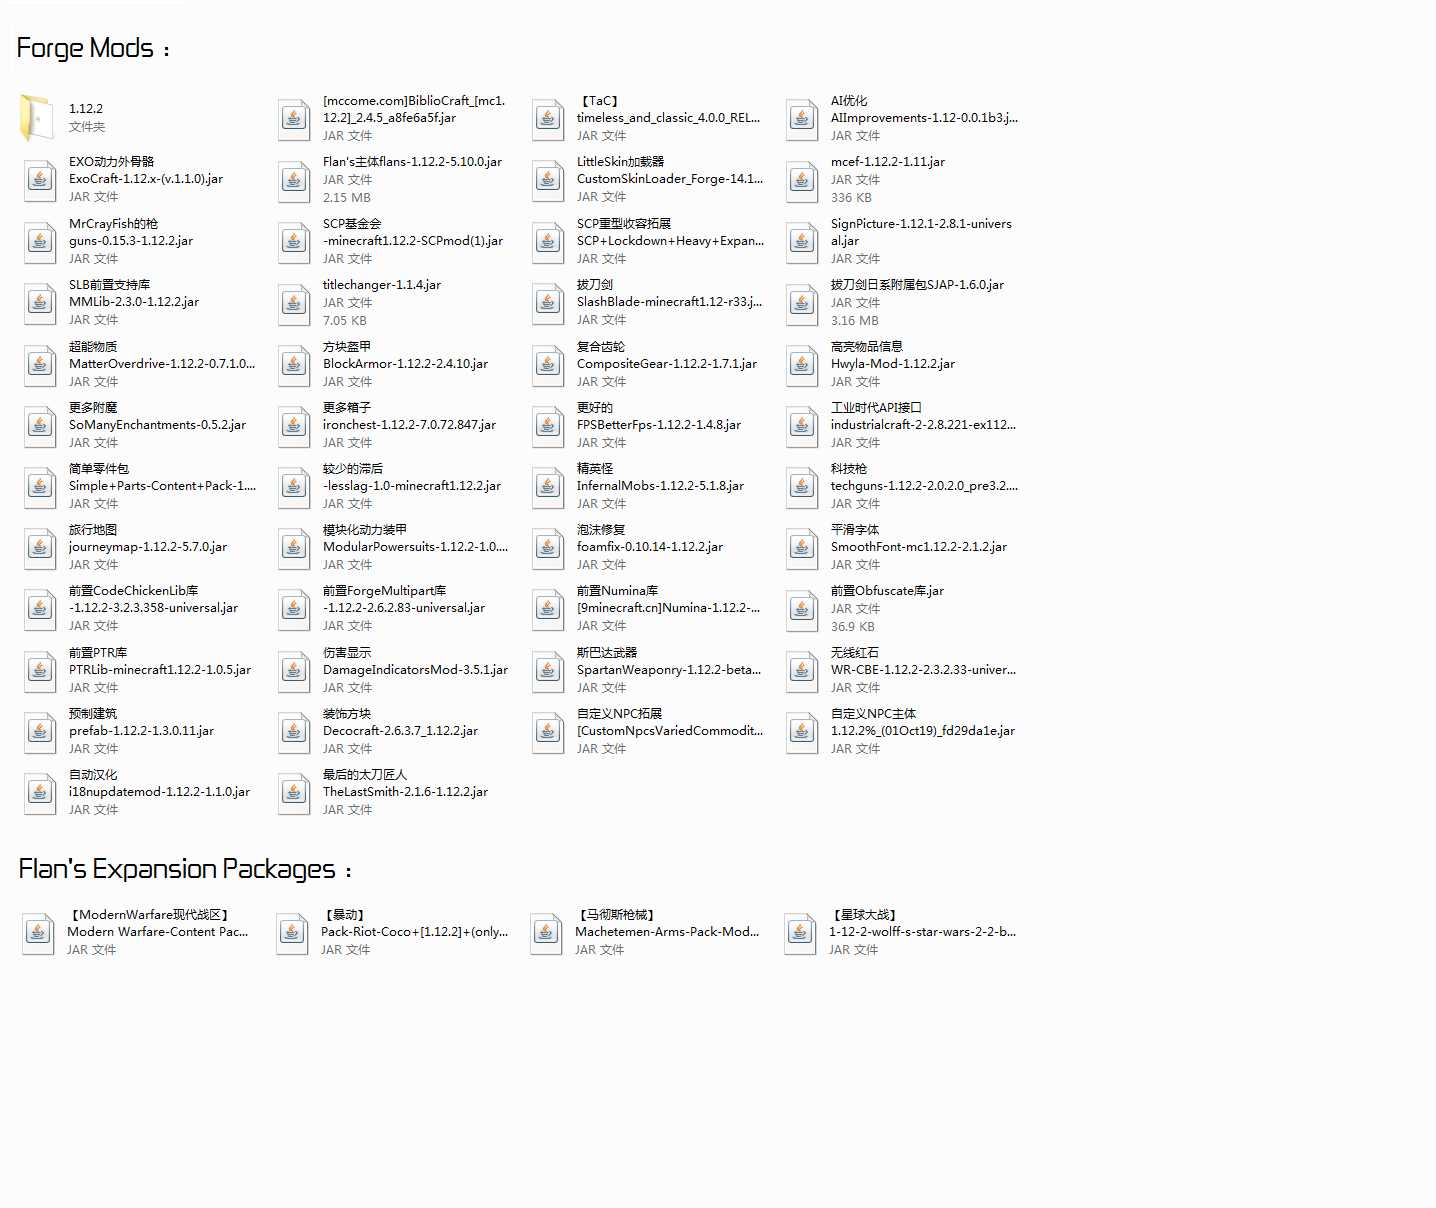 Forge Mods：
1.12.2
文件夹
[mccome.com]BiblioCraft_[mc1.
12.2]_2.4.5_a8fe6a5f.jar
JAR 文件
【TaC】
timeless_and_classic_4.0.0_REL...
JAR 文件
AI优化
AIImprovements-1.12-0.0.1b3.j...
JAR 文件
EXO动力外骨骼
ExoCraft-1.12.x-(v.1.1.0).jar
JAR 文件
Flan's主体flans-1.12.2-5.10.0.jar
JAR 文件
2.15 MB
LittleSkin加载器
CustomSkinLoader_Forge-14.1...
JAR 文件
mcef-1.12.2-1.11.jar
JAR 文件
336 KB
MrCrayFish的枪
guns-0.15.3-1.12.2.jar
JAR 文件
SCP基金会
-minecraft1.12.2-SCPmod(1).jar
JAR 文件
SCP重型收容拓展
SCP+Lockdown+Heavy+Expan...
JAR 文件
SignPicture-1.12.1-2.8.1-univers
al.jar
JAR 文件
SLB前置支持库
MMLib-2.3.0-1.12.2.jar
JAR 文件
titlechanger-1.1.4.jar
JAR 文件
7.05 KB
拔刀剑
SlashBlade-minecraft1.12-r33.j...
JAR 文件
拔刀剑日系附属包SJAP-1.6.0.jar
JAR 文件
3.16 MB
超能物质
MatterOverdrive-1.12.2-0.7.1.0...
JAR 文件
方块盔甲
BlockArmor-1.12.2-2.4.10.jar
JAR 文件
复合齿轮
CompositeGear-1.12.2-1.7.1.jar
JAR 文件
高亮物品信息
Hwyla-Mod-1.12.2.jar
JAR 文件
更多附魔
SoManyEnchantments-0.5.2.jar
JAR 文件
更多箱子
ironchest-1.12.2-7.0.72.847.jar
JAR 文件
更好的
FPSBetterFps-1.12.2-1.4.8.jar
JAR 文件
工业时代API接口
industrialcraft-2-2.8.221-ex112...
JAR 文件
简单零件包
Simple+Parts-Content+Pack-1....
JAR 文件
较少的滞后
-lesslag-1.0-minecraft1.12.2.jar
JAR 文件
精英怪
InfernalMobs-1.12.2-5.1.8.jar
JAR 文件
科技枪
techguns-1.12.2-2.0.2.0_pre3.2....
JAR 文件
旅行地图
journeymap-1.12.2-5.7.0.jar
JAR 文件
模块化动力装甲
ModularPowersuits-1.12.2-1.0....
JAR 文件
泡沫修复
foamfix-0.10.14-1.12.2.jar
JAR 文件
平滑字体
SmoothFont-mc1.12.2-2.1.2.jar
JAR 文件
前置CodeChickenLib库
-1.12.2-3.2.3.358-universal.jar
JAR 文件
前置ForgeMultipart库
-1.12.2-2.6.2.83-universal.jar
JAR 文件
前置Numina库
[9minecraft.cn]Numina-1.12.2-...
JAR 文件
前置Obfuscate库.jar
JAR 文件
36.9 KB
前置PTR库
PTRLib-minecraft1.12.2-1.0.5.jar
JAR 文件
伤害显示
DamageIndicatorsMod-3.5.1.jar
JAR 文件
斯巴达武器
SpartanWeaponry-1.12.2-beta...
JAR 文件
无线红石
WR-CBE-1.12.2-2.3.2.33-univer...
JAR 文件
预制建筑
prefab-1.12.2-1.3.0.11.jar
JAR 文件
装饰方块
Decocraft-2.6.3.7_1.12.2.jar
JAR 文件
自定义NPC拓展
[CustomNpcsVariedCommodit...
JAR 文件
自定义NPC主体
1.12.2%_(01Oct19)_fd29da1e.jar
JAR 文件
自动汉化
i18nupdatemod-1.12.2-1.1.0.jar
JAR 文件
最后的太刀匠人
TheLastSmith-2.1.6-1.12.2.jar
JAR 文件
Flan's Expansion Packages：
【ModernWarfare现代战区】
Modern Warfare-Content Pac...
JAR 文件
【暴动】
Pack-Riot-Coco+[1.12.2]+(only...
JAR 文件
【马彻斯枪械】
Machetemen-Arms-Pack-Mod...
JAR 文件
【星球大战】
1-12-2-wolff-s-star-wars-2-2-b...
JAR 文件